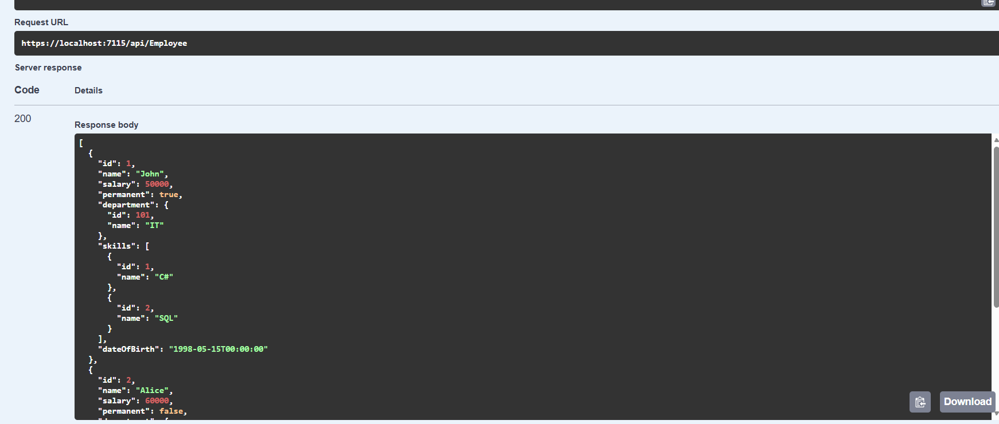 Request URL
https://localhost:7115/api/Employee
Server response
Code Details
200
Response body
[
  {
    "id": 1,
    "name": "John",
    "salary": 50000,
    "permanent": true,
    "department": {
      "id": 101,
      "name": "IT"
    },
    "skills": [
      {
        "id": 1,
        "name": "C#"
      },
      {
        "id": 2,
        "name": "SQL"
      }
    ],
    "dateOfBirth": "1998-05-15T00:00:00"
  },
  {
    "id": 2,
    "name": "Alice",
    "salary": 60000,
    "permanent": false,
Download